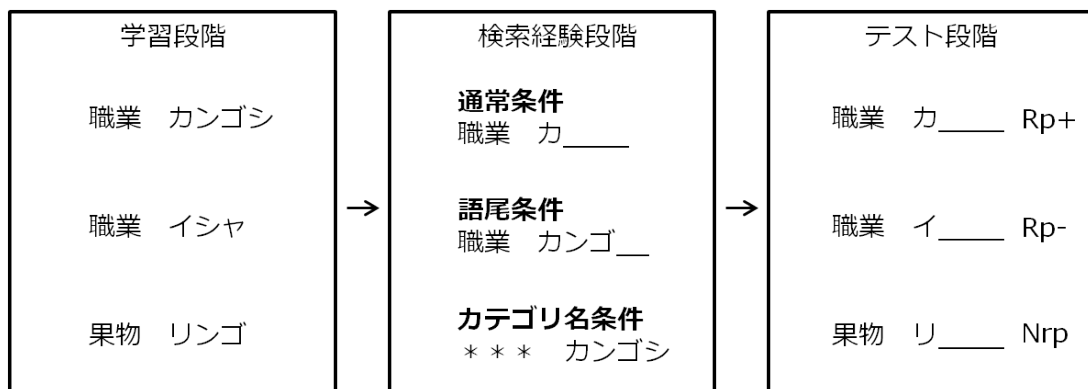 学習段階
職業　カンゴシ
職業　イシャ
果物　リンゴ
→
検索経験段階
通常条件
職業　カ____
語尾条件
職業　カンゴ__
カテゴリ名条件
＊＊＊　カンゴシ
→
テスト段階
職業　カ____　Rp+
職業　イ____　Rp-
果物　リ____　Nrp